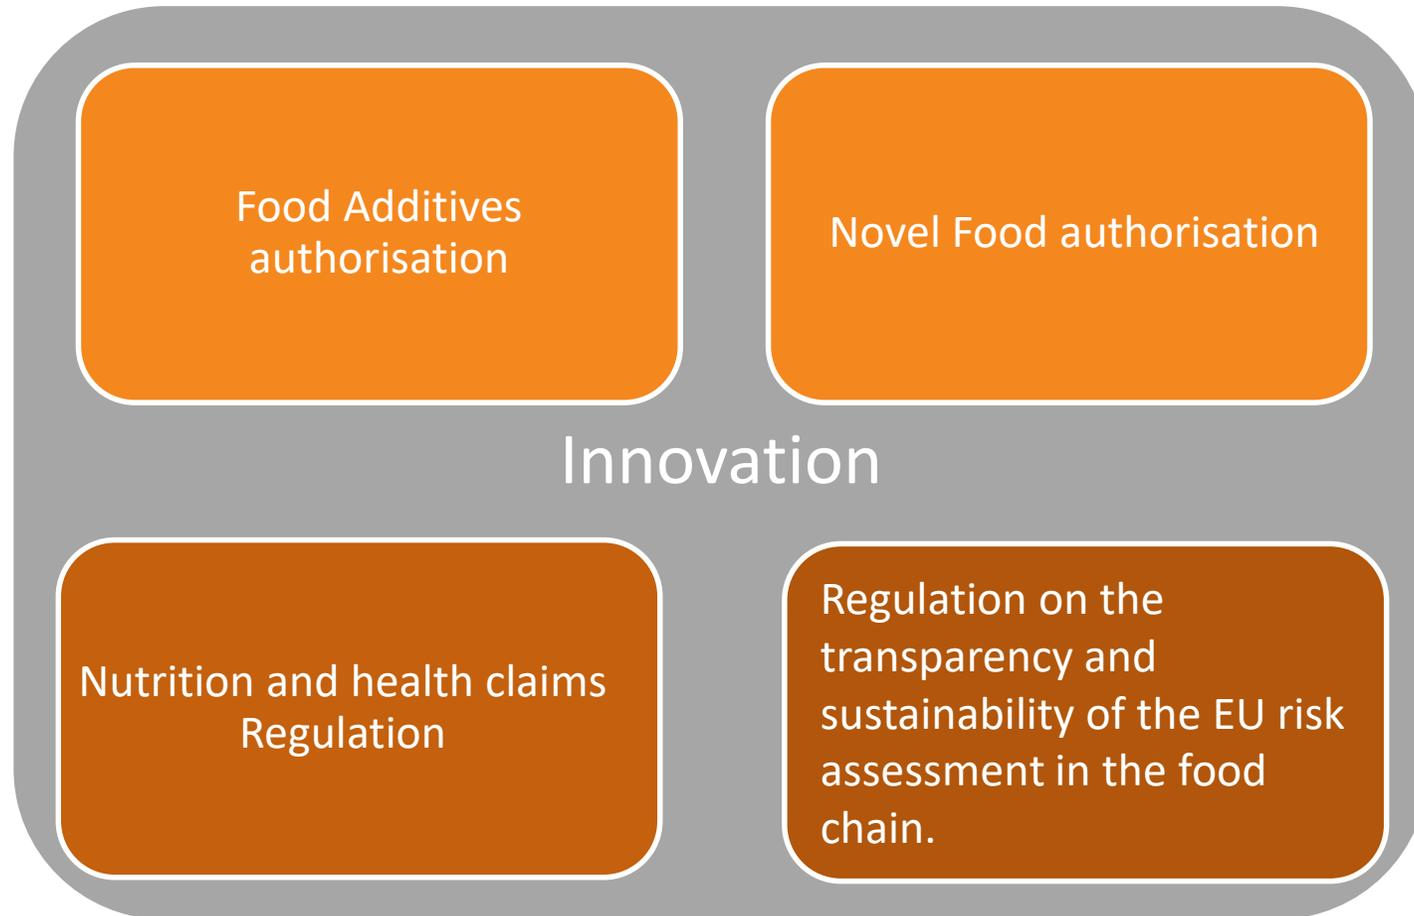 Food Additives
authorisation
Novel Food authorisation
Innovation
Nutrition and health claims
Regulation
Regulation on the
transparency and
sustainability of the EU risk
assessment in the food
chain.